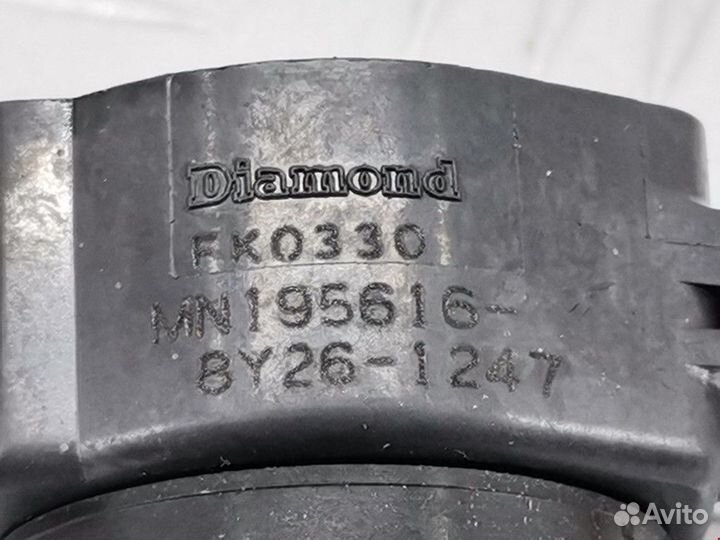 Diamond
FK0330
MN195616-
8Y26-1247
Avito